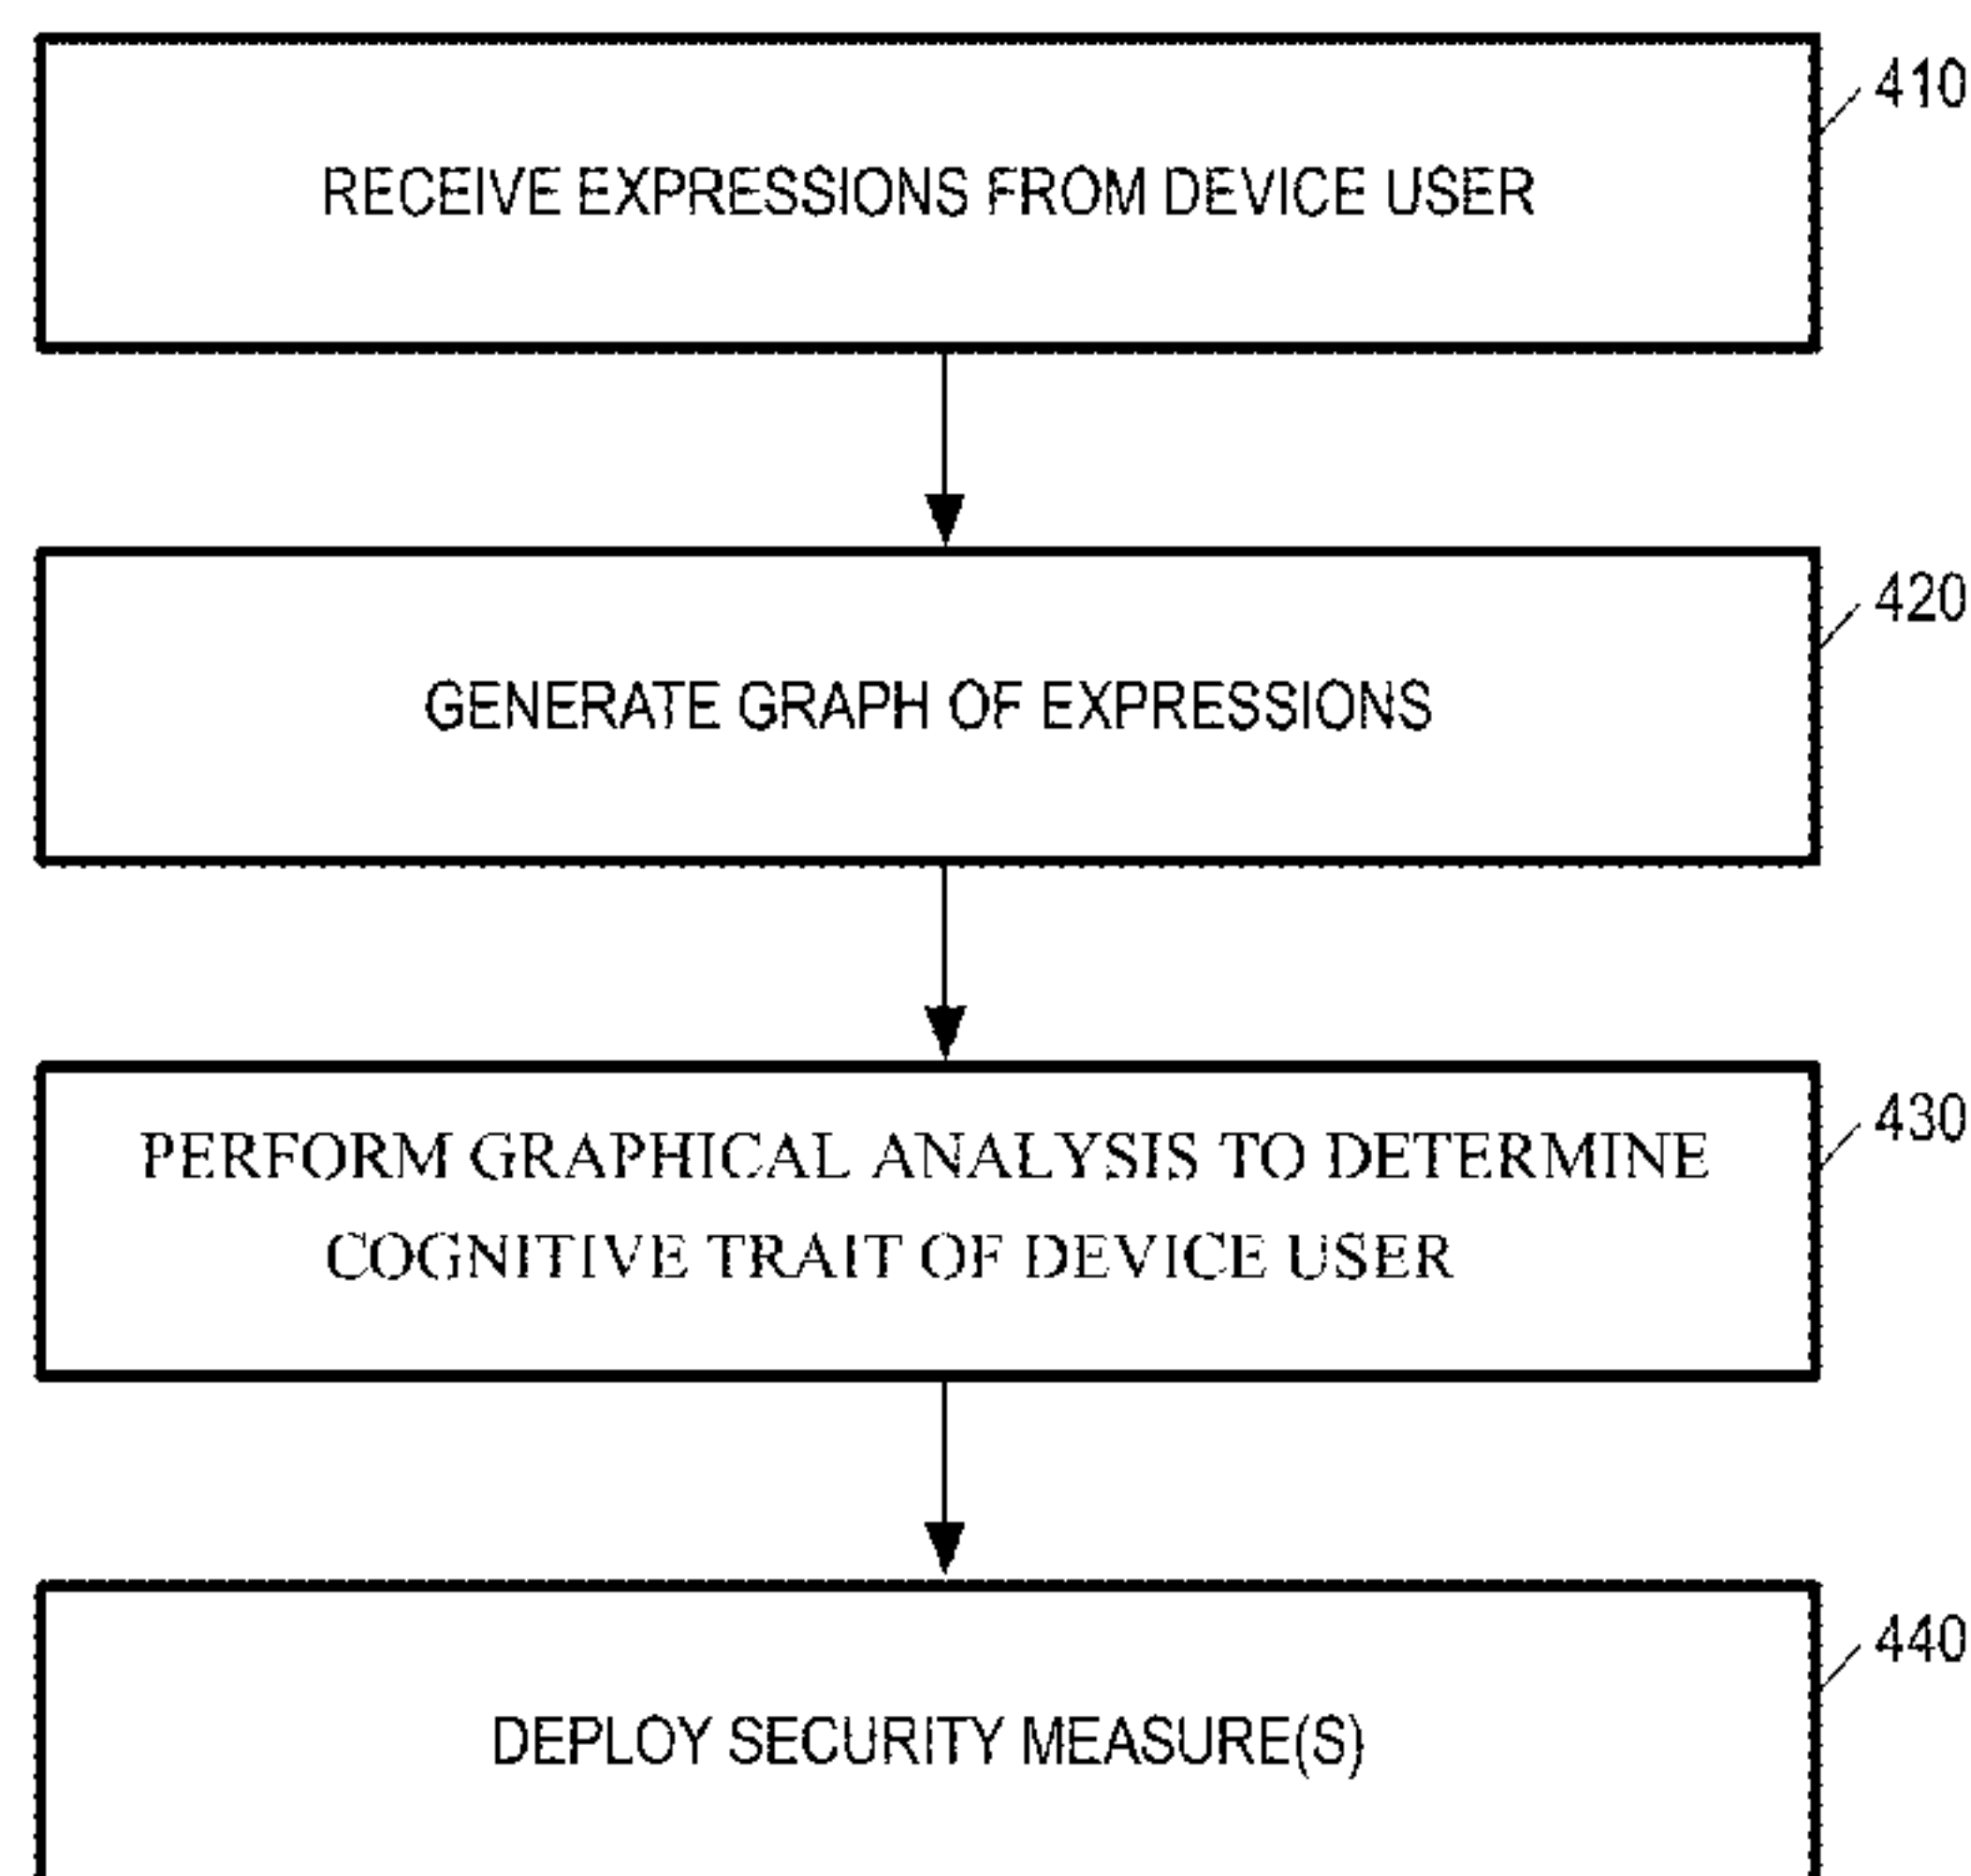 410
RECEIVE EXPRESSIONS FROM DEVICE USER
420
GENERATE GRAPH OF EXPRESSIONS
430
PERFORM GRAPHICAL ANALYSIS TO DETERMINE
COGNITIVE TRAIT OF DEVICE USER
440
DEPLOY SECURITY MEASURE(S)